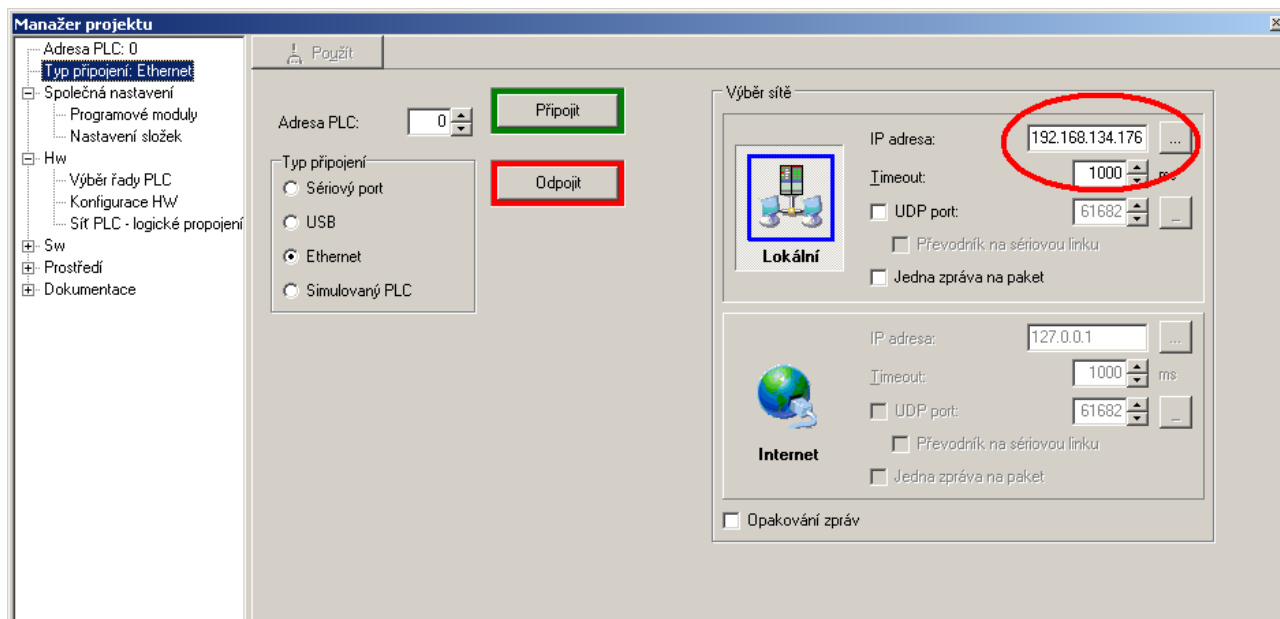 Manažer projektu
Adresa PLC: 0
Typ připojení: Ethernet
Společná nastavení
Programové moduly
Nastavení složek
Hw
Výběr řady PLC
Konfigurace HW
Síť PLC - logické propojení
Sw
Prostředí
Dokumentace
Použít
Adresa PLC: 0
Připojit
Odpojit
Typ připojení
Sériový port
USB
Ethernet
Simulovaný PLC
Výběr sítě
Lokální
IP adresa: 192.168.134.176 ...
Timeout: 1000 ms
UDP port: 61682 _
Převodník na sériovou linku
Jedna zpráva na paket
Internet
IP adresa: 127.0.0.1 ...
Timeout: 1000 ms
UDP port: 61682 _
Převodník na sériovou linku
Jedna zpráva na paket
Opakování zpráv